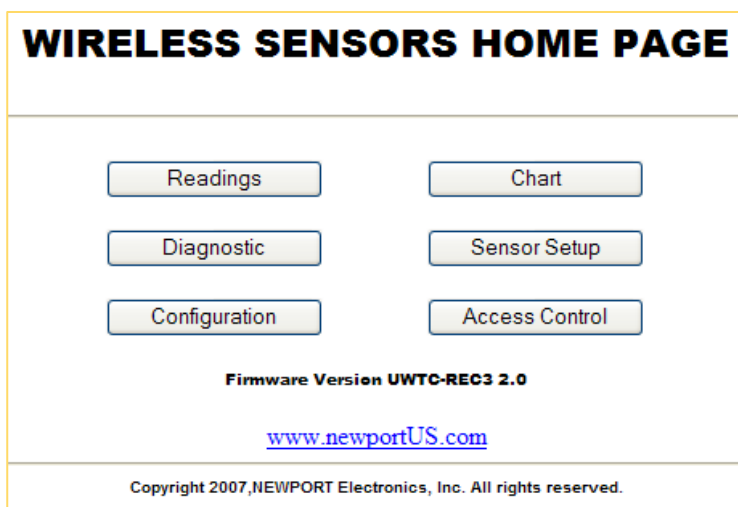 WIRELESS SENSORS HOME PAGE
Readings Chart
Diagnostic Sensor Setup
Configuration Access Control
Firmware Version UWTC-REC3 2.0
www.newportUS.com
Copyright 2007,NEWPORT Electronics, Inc. All rights reserved.